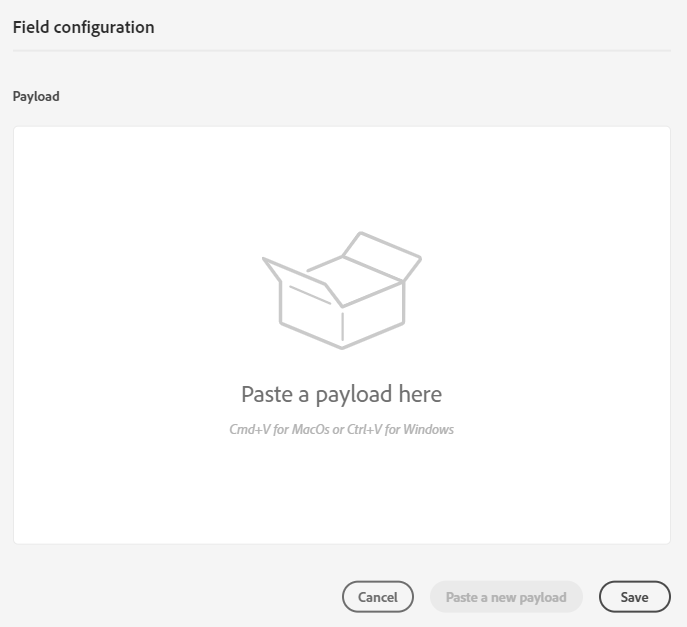 Field configuration
Payload
Paste a payload here
Cmd+V for MacOs or Ctrl+V for Windows
Cancel
Paste a new payload
Save